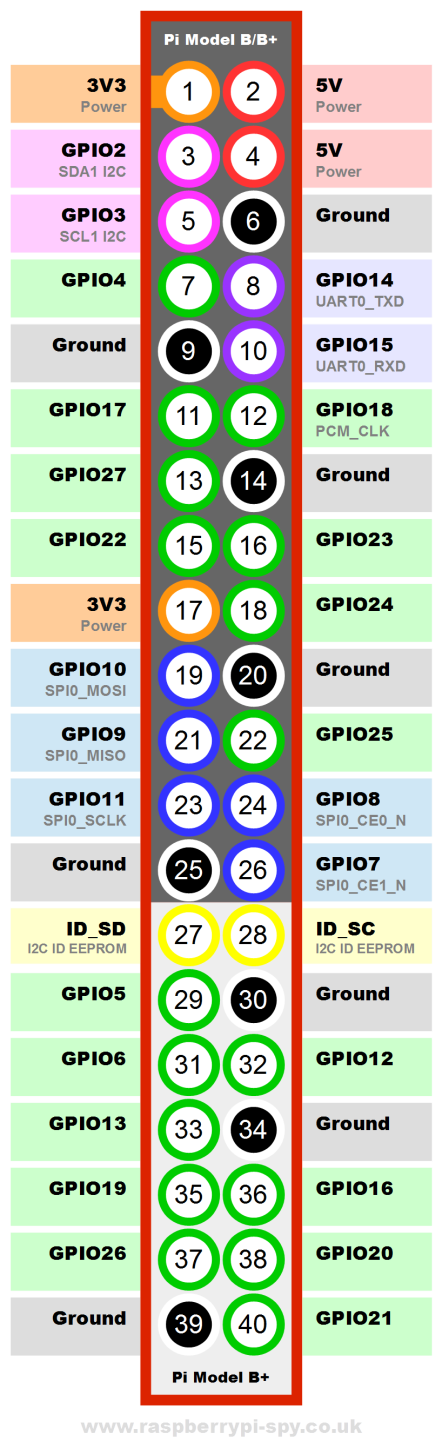 Pi Model B/B+
3V3 1 2 5V
Power Power
GPIO2 3 4 5V
SDA1 I2C Power
GPIO3 5 6 Ground
SCL1 I2C
GPIO4 7 8 GPIO14
UART0_TXD
Ground 9 10 GPIO15
UART0_RXD
GPIO17 11 12 GPIO18
PCM_CLK
GPIO27 13 14 Ground
GPIO22 15 16 GPIO23
3V3 17 18 GPIO24
Power
GPIO10 19 20 Ground
SPI0_MOSI
GPIO9 21 22 GPIO25
SPI0_MISO
GPIO11 23 24 GPIO8
SPI0_SCLK SPI0_CE0_N
Ground 25 26 GPIO7
SPI0_CE1_N
ID_SD 27 28 ID_SC
I2C ID EEPROM I2C ID EEPROM
GPIO5 29 30 Ground
GPIO6 31 32 GPIO12
GPIO13 33 34 Ground
GPIO19 35 36 GPIO16
GPIO26 37 38 GPIO20
Ground 39 40 GPIO21
Pi Model B+
www.raspberrypi-spy.co.uk